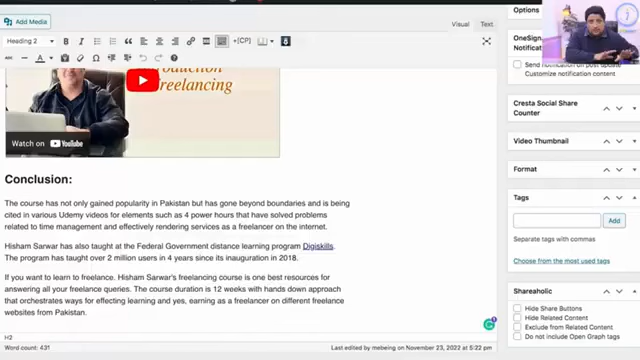 Add Media
Visual
Text
Heading 2
Options
OneSign
Notificati
Send notification on post update
Customize notification content
Cresta Social Share
Counter
Video Thumbnail
Format
Tags
Add
Separate tags with commas
Choose from the most used tags
Shareaholic
Hide Share Buttons
Hide Related Content
Exclude from Related Content
Do not include Open Graph tags
+[CP]
ABC
Introduction
Freelancing
Watch on YouTube
Conclusion:
The course has not only gained popularity in Pakistan but has gone beyond boundaries and is being
cited in various Udemy videos for elements such as 4 power hours that have solved problems
related to time management and effectively rendering services as a freelancer on the internet.
Hisham Sarwar has also taught at the Federal Government distance learning program Digiskills.
The program has taught over 2 million users in 4 years since its inauguration in 2018.
If you want to learn to freelance. Hisham Sarwar's freelancing course is one best resources for
answering all your freelance queries. The course duration is 12 weeks with hands down approach
that orchestrates ways for effecting learning and yes, earning as a freelancer on different freelance
websites from Pakistan.
H2
Word count: 431
Last edited by mebeing on November 23, 2022 at 5:22 pm